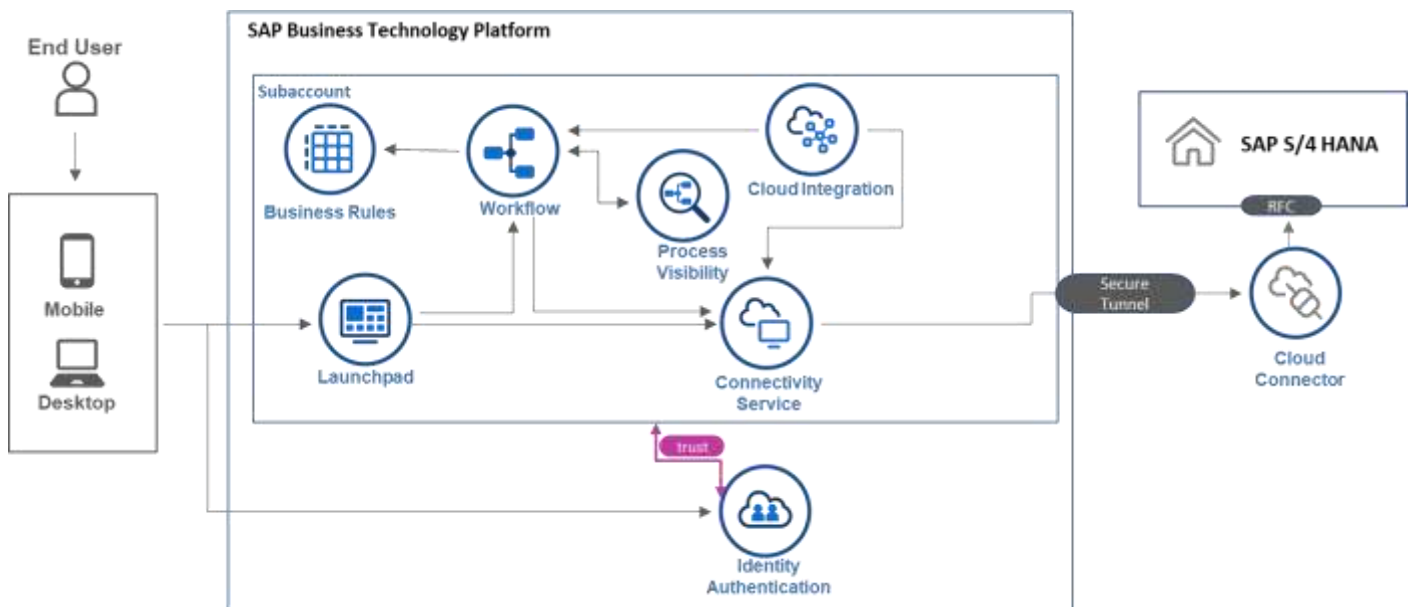 SAP Business Technology Platform
End User
Subaccount
Business Rules
Workflow
Cloud Integration
Process
Visibility
SAP S/4 HANA
RFC
Mobile
Desktop
Launchpad
Connectivity
Service
Secure
Tunnel
Cloud
Connector
trust
Identity
Authentication